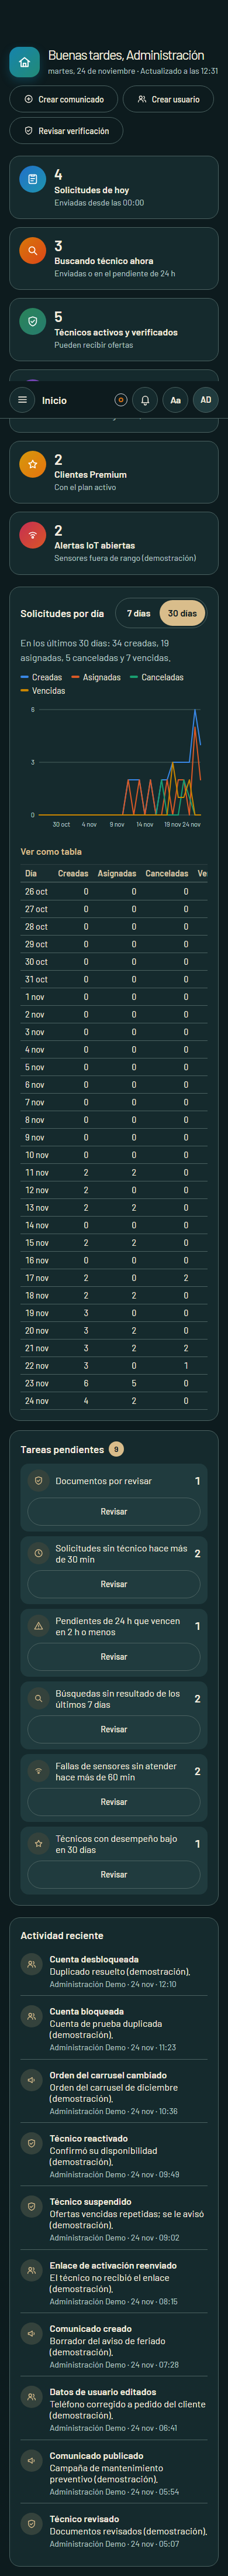 Buenas tardes, Administración
martes, 24 de noviembre · Actualizado a las 12:31
Crear comunicado
Crear usuario
Revisar verificación
4
Solicitudes de hoy
Enviadas desde las 00:00
3
Buscando técnico ahora
Enviadas o en el pendiente de 24 h
5
Técnicos activos y verificados
Pueden recibir ofertas
Inicio
Aa
AD
2
Clientes Premium
Con el plan activo
2
Alertas IoT abiertas
Sensores fuera de rango (demostración)
Solicitudes por día
7 días
30 días
En los últimos 30 días: 34 creadas, 19
asignadas, 5 canceladas y 7 vencidas.
Creadas
Asignadas
Canceladas
Vencidas
6
3
0
30 oct
4 nov
9 nov
14 nov
19 nov
24 nov
Ver como tabla
Día Creadas Asignadas Canceladas
26 oct 0 0 0
27 oct 0 0 0
28 oct 0 0 0
29 oct 0 0 0
30 oct 0 0 0
31 oct 0 0 0
1 nov 0 0 0
2 nov 0 0 0
3 nov 0 0 0
4 nov 0 0 0
5 nov 0 0 0
6 nov 0 0 0
7 nov 0 0 0
8 nov 0 0 0
9 nov 0 0 0
10 nov 0 0 0
11 nov 2 2 0
12 nov 2 0 0
13 nov 2 2 0
14 nov 0 0 0
15 nov 2 2 0
16 nov 0 0 0
17 nov 2 0 2
18 nov 2 2 0
19 nov 3 0 0
20 nov 3 2 0
21 nov 3 2 2
22 nov 3 0 1
23 nov 6 5 0
24 nov 4 2 0
Tareas pendientes 9
Documentos por revisar 1
Revisar
Solicitudes sin técnico hace más
de 30 min 2
Revisar
Pendientes de 24 h que vencen
en 2 h o menos 1
Revisar
Búsquedas sin resultado de los
últimos 7 días 2
Revisar
Fallas de sensores sin atender
hace más de 60 min 2
Revisar
Técnicos con desempeño bajo
en 30 días 1
Revisar
Actividad reciente
Cuenta desbloqueada
Duplicado resuelto (demostración).
Administración Demo · 24 nov · 12:10
Cuenta bloqueada
Cuenta de prueba duplicada
(demostración).
Administración Demo · 24 nov · 11:23
Orden del carrusel cambiado
Orden del carrusel de diciembre
(demostración).
Administración Demo · 24 nov · 10:36
Técnico reactivado
Confirmó su disponibilidad
(demostración).
Administración Demo · 24 nov · 09:49
Técnico suspendido
Ofertas vencidas repetidas; se le avisó
(demostración).
Administración Demo · 24 nov · 09:02
Enlace de activación reenviado
El técnico no recibió el enlace
(demostración).
Administración Demo · 24 nov · 08:15
Comunicado creado
Borrador del aviso de feriado
(demostración).
Administración Demo · 24 nov · 07:28
Datos de usuario editados
Teléfono corregido a pedido del cliente
(demostración).
Administración Demo · 24 nov · 06:41
Comunicado publicado
Campaña de mantenimiento
preventivo (demostración).
Administración Demo · 24 nov · 05:54
Técnico revisado
Documentos revisados (demostración).
Administración Demo · 24 nov · 05:07